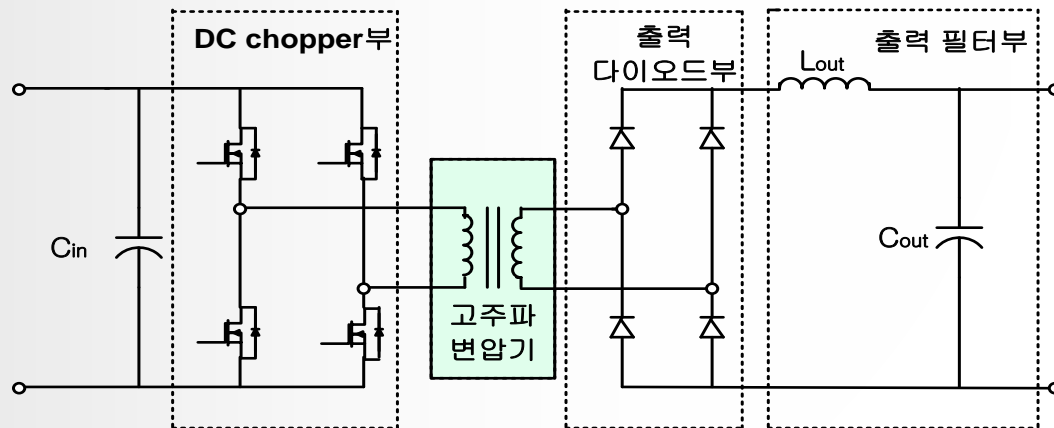 DC chopper부
출력
다이오드부
출력 필터부
Lout
Cin
Cout
고주파
변압기